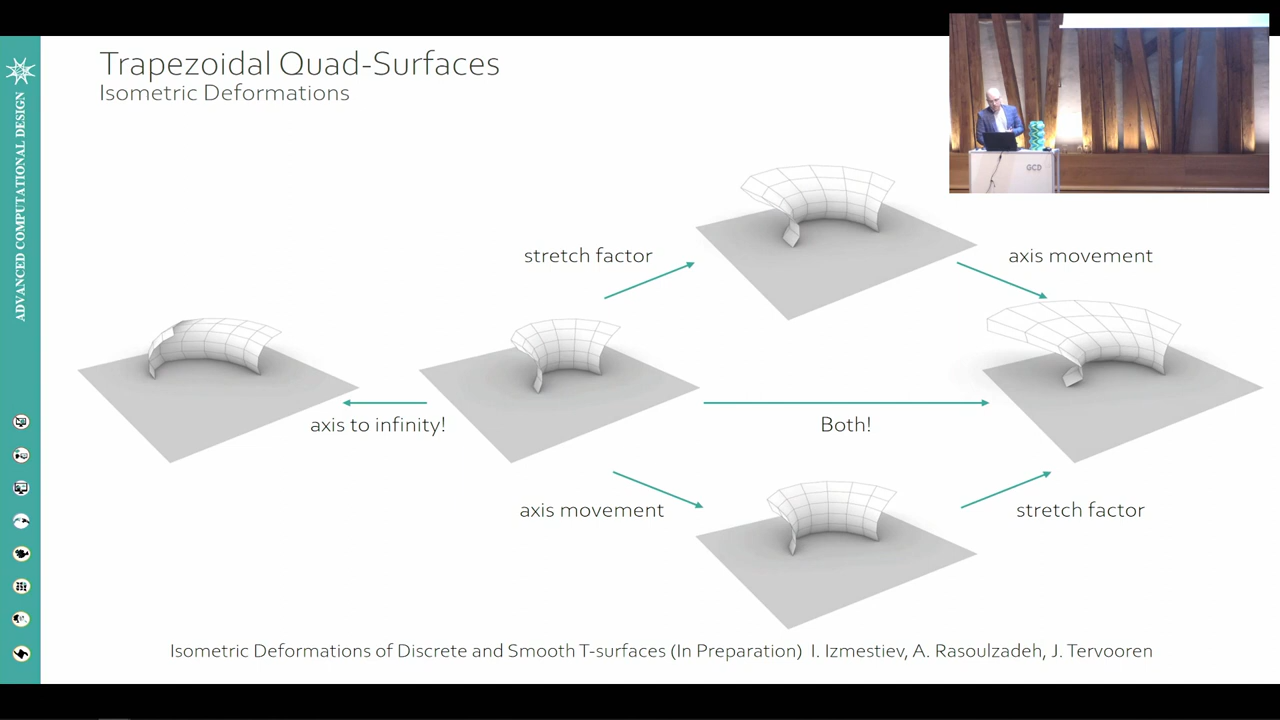 Trapezoidal Quad-Surfaces
Isometric Deformations
ADVANCED COMPUTATIONAL DESIGN
GCD
stretch factor
axis movement
axis to infinity!
Both!
axis movement
stretch factor
Isometric Deformations of Discrete and Smooth T-surfaces (In Preparation) I. Izmestiev, A. Rasoulzadeh, J. Tervooren